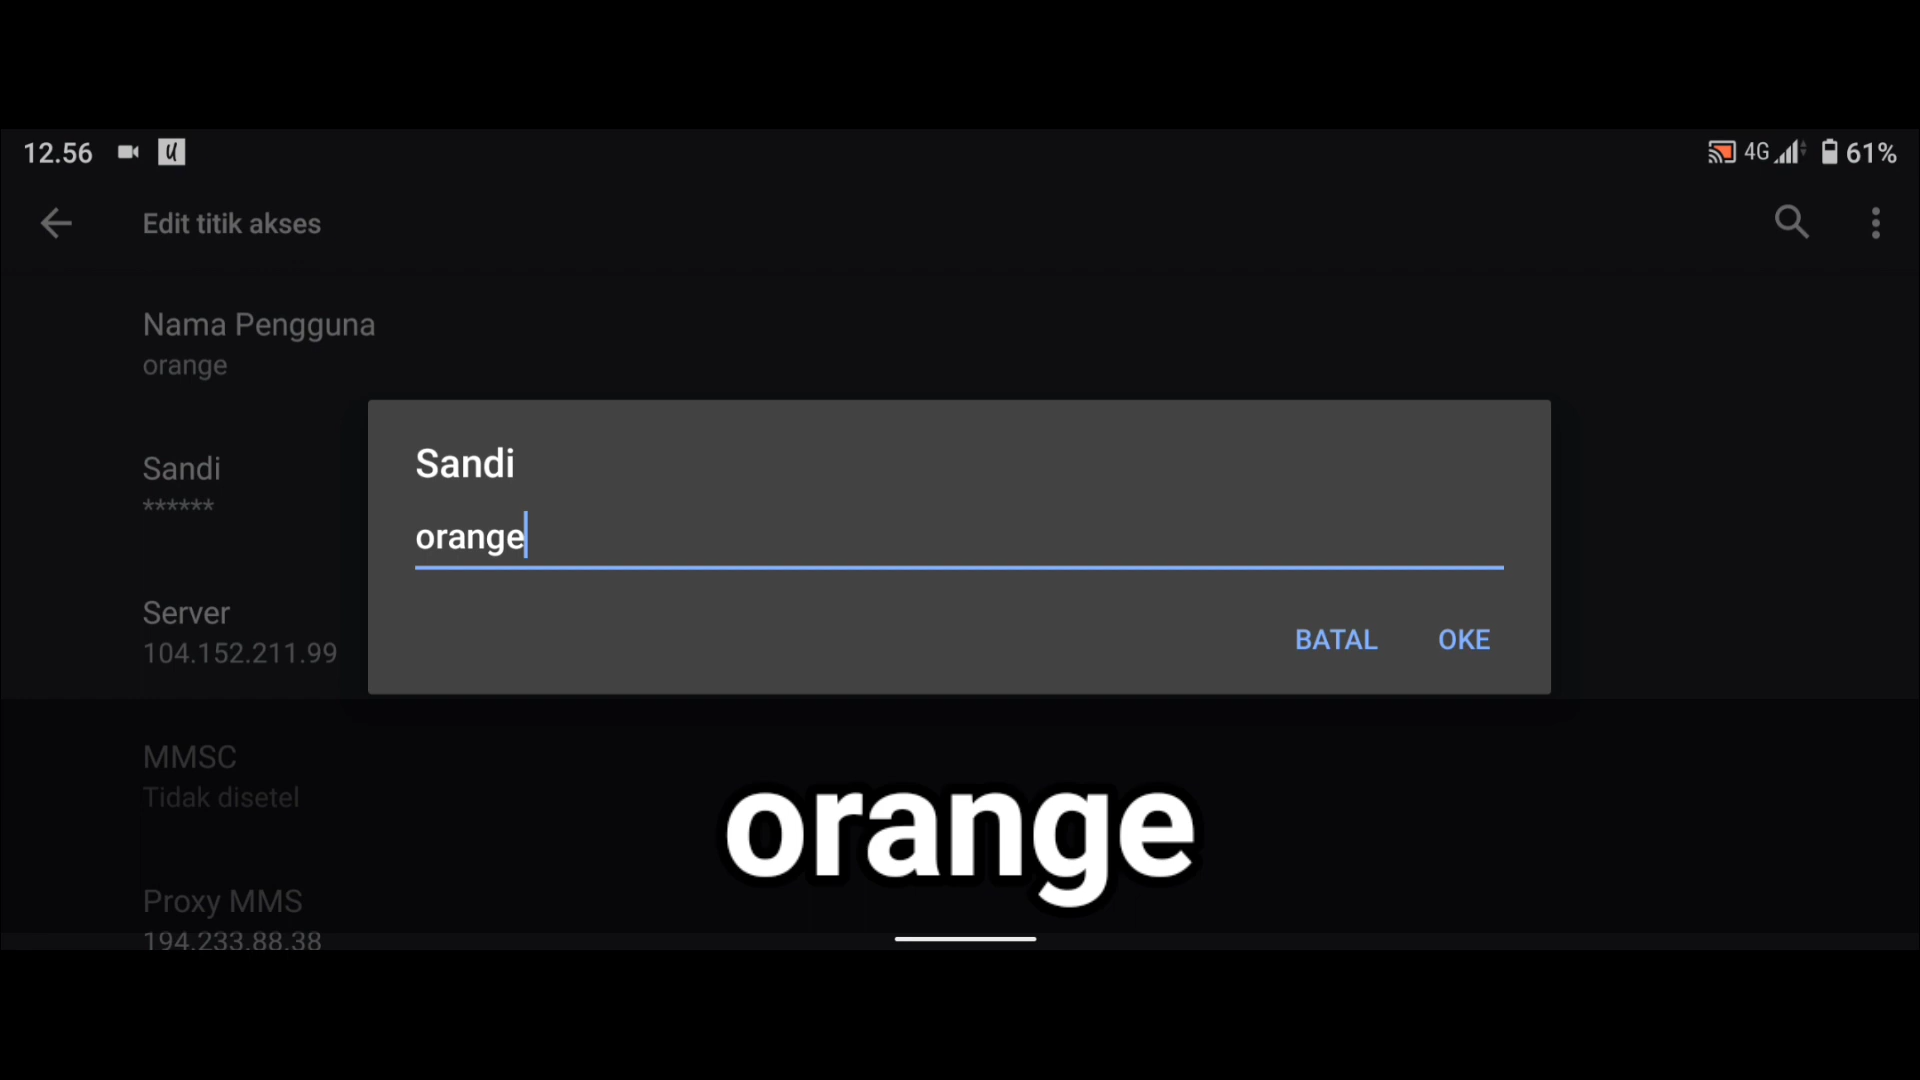 12.56
4G
61%
Edit titik akses
Nama Pengguna
orange
Sandi
******
Sandi
orange
BATAL
OKE
Server
104.152.211.99
MMSC
Tidak disetel
Proxy MMS
194.233.88.38
orange